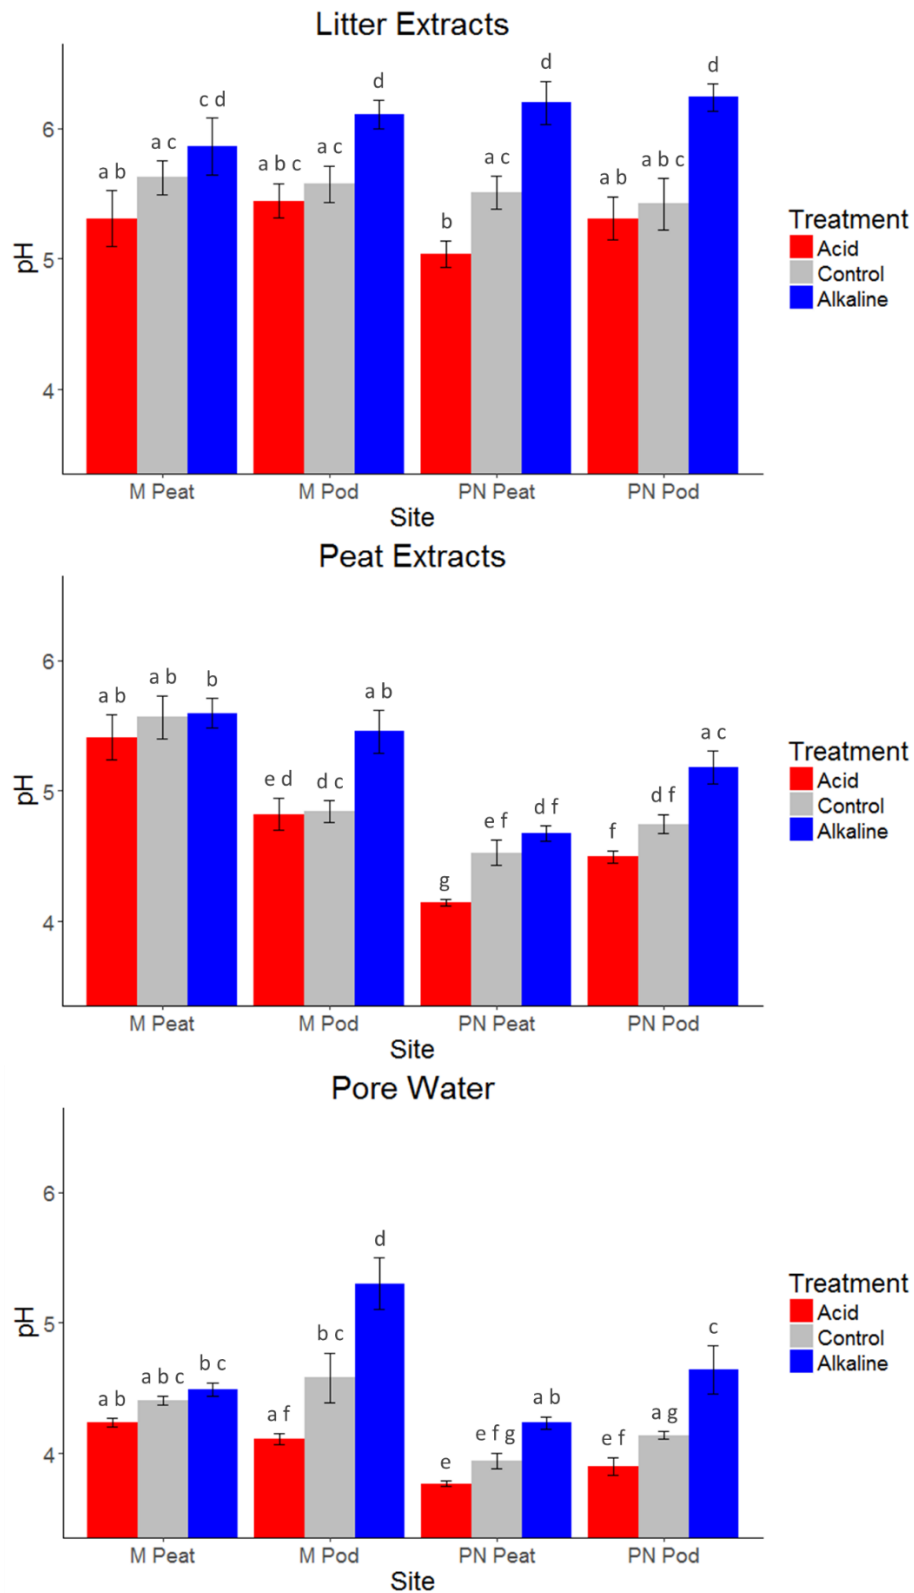 Litter Extracts
c d
d
d
d
a b
a c
a b c
a c
b
a c
a b
a b c
6
5
4
pH
M Peat
M Pod
PN Peat
PN Pod
Site
Treatment
Acid
Control
Alkaline
Peat Extracts
a b
a b
b
e d
d c
a b
g
e f
d f
f
d f
a c
6
5
4
pH
M Peat
M Pod
PN Peat
PN Pod
Site
Treatment
Acid
Control
Alkaline
Pore Water
a b
a b c
b c
a f
b c
d
e
e f g
a b
e f
a g
c
6
5
4
pH
M Peat
M Pod
PN Peat
PN Pod
Site
Treatment
Acid
Control
Alkaline